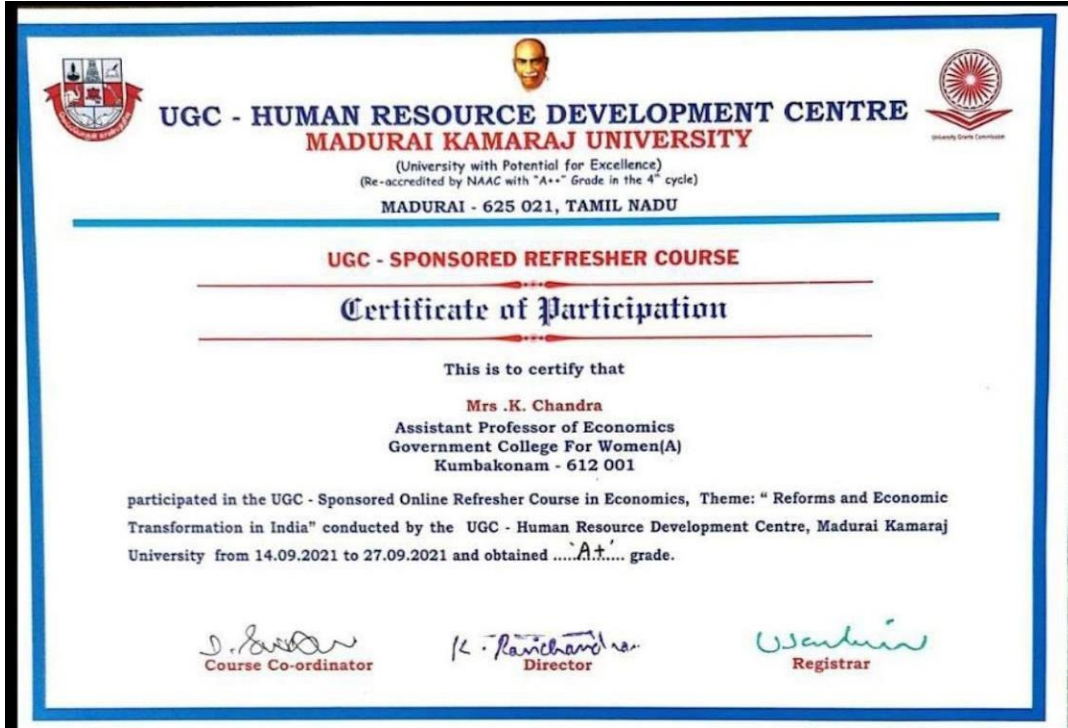 UGC - HUMAN RESOURCE DEVELOPMENT CENTRE
MADURAI KAMARAJ UNIVERSITY
University Grants Commission
(University with Potential for Excellence)
(Re-accredited by NAAC with "A++" Grade in the 4th cycle)
MADURAI - 625 021, TAMIL NADU
UGC - SPONSORED REFRESHER COURSE
Certificate of Participation
This is to certify that
Mrs .K. Chandra
Assistant Professor of Economics
Government College For Women(A)
Kumbakonam - 612 001
participated in the UGC - Sponsored Online Refresher Course in Economics, Theme: “ Reforms and Economic
Transformation in India” conducted by the UGC - Human Resource Development Centre, Madurai Kamaraj
University from 14.09.2021 to 27.09.2021 and obtained .....'A+'..... grade.
K. Ravichandran
Course Co-ordinator
Director
Registrar